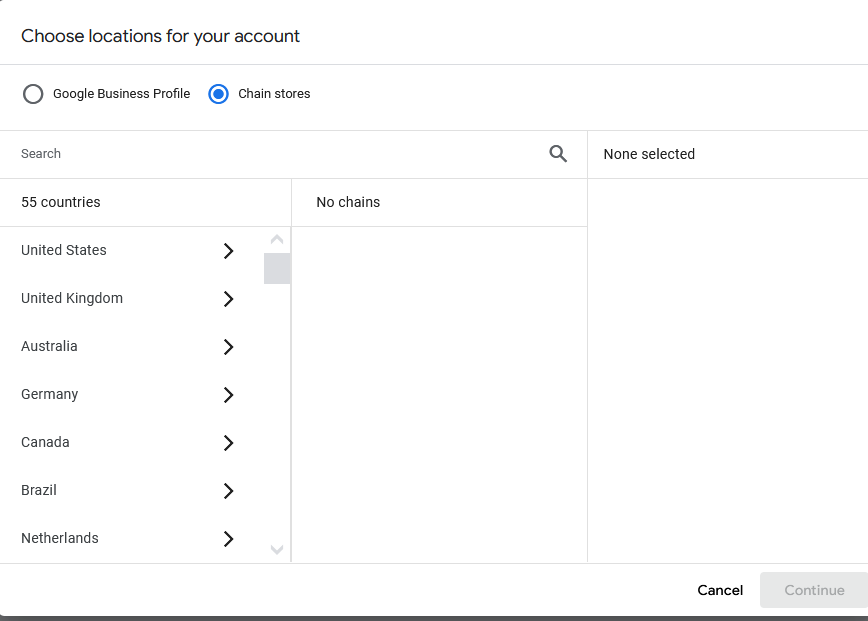 Choose locations for your account
Google Business Profile
Chain stores
Search
None selected
55 countries
No chains
United States
United Kingdom
Australia
Germany
Canada
Brazil
Netherlands
Cancel
Continue